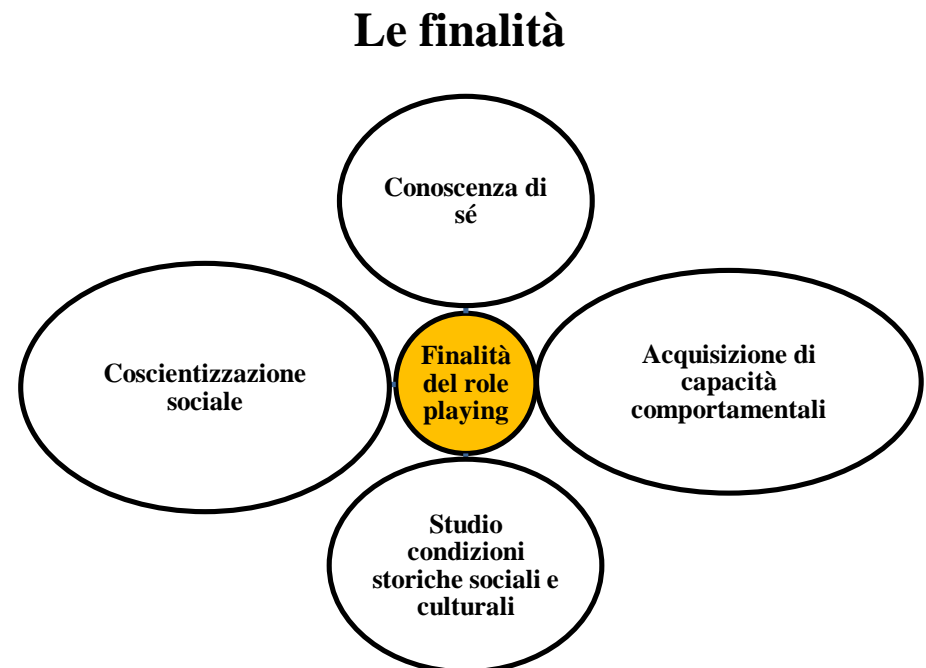 Le finalità
Conoscenza di
sé
Coscientizzazione
sociale
Finalità
del role
playing
Acquisizione di
capacità
comportamentali
Studio
condizioni
storiche sociali e
culturali